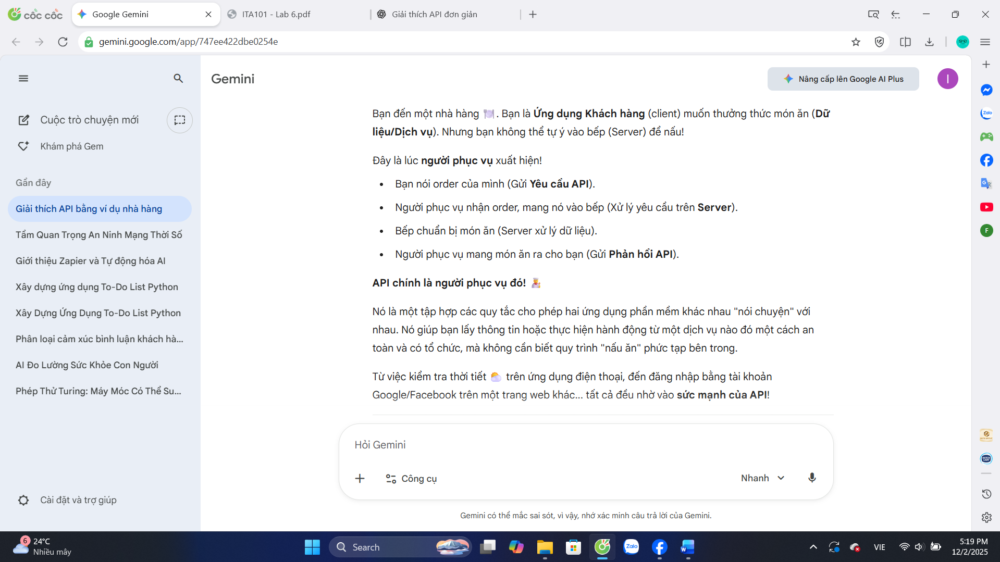 cốc cốc
Google Gemini
ITA101 - Lab 6.pdf
Giải thích API đơn giản
gemini.google.com/app/747ee422dbe0254e
Gemini
Nâng cấp lên Google AI Plus
I
Cuộc trò chuyện mới
Khám phá Gem
Gần đây
Giải thích API bằng ví dụ nhà hàng
Tầm Quan Trọng An Ninh Mạng Thời Số
Giới thiệu Zapier và Tự động hóa AI
Xây dựng ứng dụng To-Do List Python
Xây Dựng Ứng Dụng To-Do List Python
Phân loại cảm xúc bình luận khách hà...
AI Đo Lường Sức Khỏe Con Người
Phép Thử Turing: Máy Móc Có Thể Su...
Cài đặt và trợ giúp
Bạn đến một nhà hàng 🍽️. Bạn là Ứng dụng Khách hàng (client) muốn thưởng thức món ăn (Dữ
liệu/Dịch vụ). Nhưng bạn không thể tự ý vào bếp (Server) để nấu!
Đây là lúc người phục vụ xuất hiện!
• Bạn nói order của mình (Gửi Yêu cầu API).
• Người phục vụ nhận order, mang nó vào bếp (Xử lý yêu cầu trên Server).
• Bếp chuẩn bị món ăn (Server xử lý dữ liệu).
• Người phục vụ mang món ăn ra cho bạn (Gửi Phản hồi API).
API chính là người phục vụ đó! 🧑‍🍳
Nó là một tập hợp các quy tắc cho phép hai ứng dụng phần mềm khác nhau "nói chuyện" với
nhau. Nó giúp bạn lấy thông tin hoặc thực hiện hành động từ một dịch vụ nào đó một cách an
toàn và có tổ chức, mà không cần biết quy trình "nấu ăn" phức tạp bên trong.
Từ việc kiểm tra thời tiết 🌥️ trên ứng dụng điện thoại, đến đăng nhập bằng tài khoản
Google/Facebook trên một trang web khác... tất cả đều nhờ vào sức mạnh của API!
Hỏi Gemini
Công cụ
Nhanh
Gemini có thể mắc sai sót, vì vậy, nhớ xác minh câu trả lời của Gemini.
Zalo
F
6
24°C
Nhiều mây
Search
Zalo
VIE
5:19 PM
12/2/2025